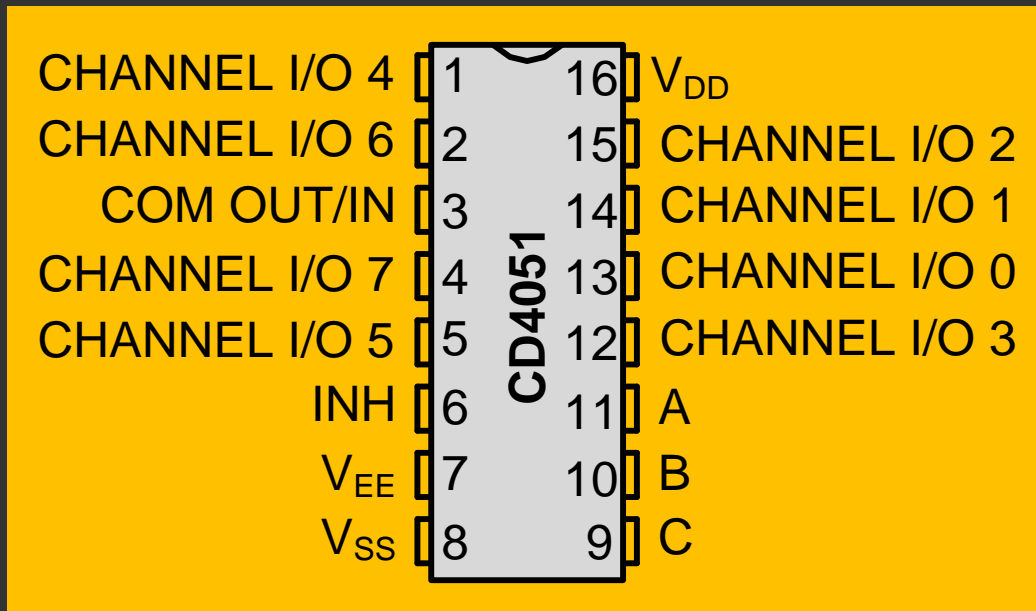 CHANNEL I/O 4 1 16 VDD
CHANNEL I/O 6 2 15 CHANNEL I/O 2
COM OUT/IN 3 14 CHANNEL I/O 1
CHANNEL I/O 7 4 13 CHANNEL I/O 0
CHANNEL I/O 5 5 12 CHANNEL I/O 3
INH 6 11 A
VEE 7 10 B
VSS 8 9 C
CD4051